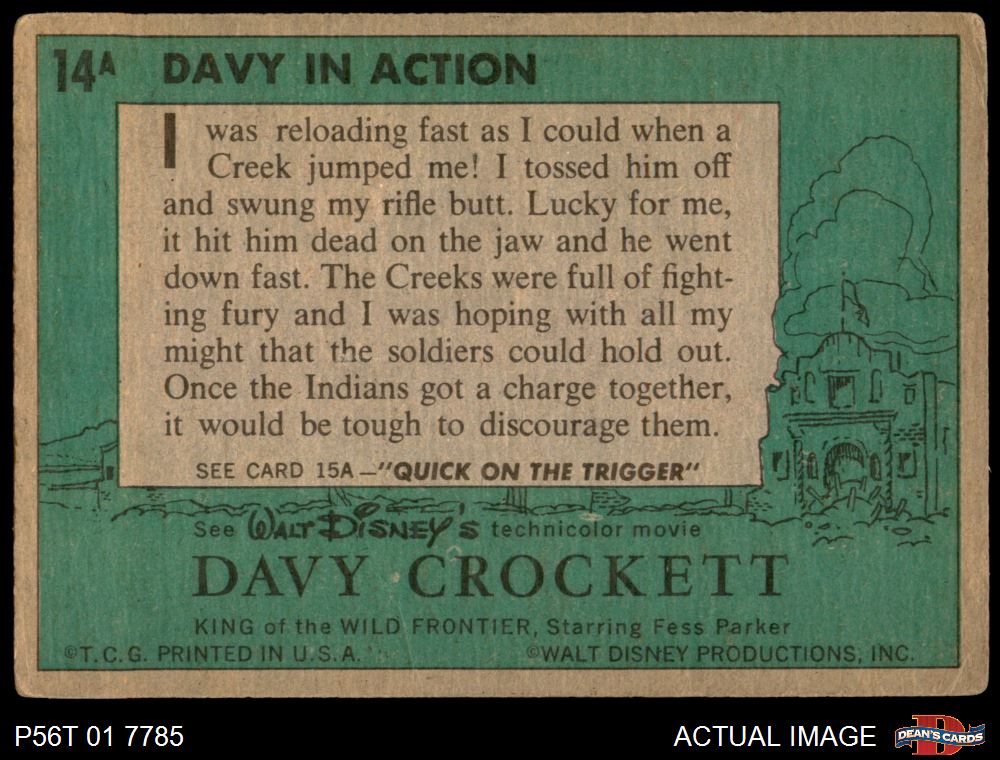 14A DAVY IN ACTION
I was reloading fast as I could when a
Creek jumped me! I tossed him off
and swung my rifle butt. Lucky for me,
it hit him dead on the jaw and he went
down fast. The Creeks were full of fight-
ing fury and I was hoping with all my
might that the soldiers could hold out.
Once the Indians got a charge together,
it would be tough to discourage them.
SEE CARD 15A—"QUICK ON THE TRIGGER"
See WALT DISNEY'S technicolor movie
DAVY CROCKETT
KING of the WILD FRONTIER, Starring Fess Parker
©T.C.G. PRINTED IN U.S.A. ©WALT DISNEY PRODUCTIONS, INC.
P56T 01 7785 ACTUAL IMAGE DEAN'S CARDS